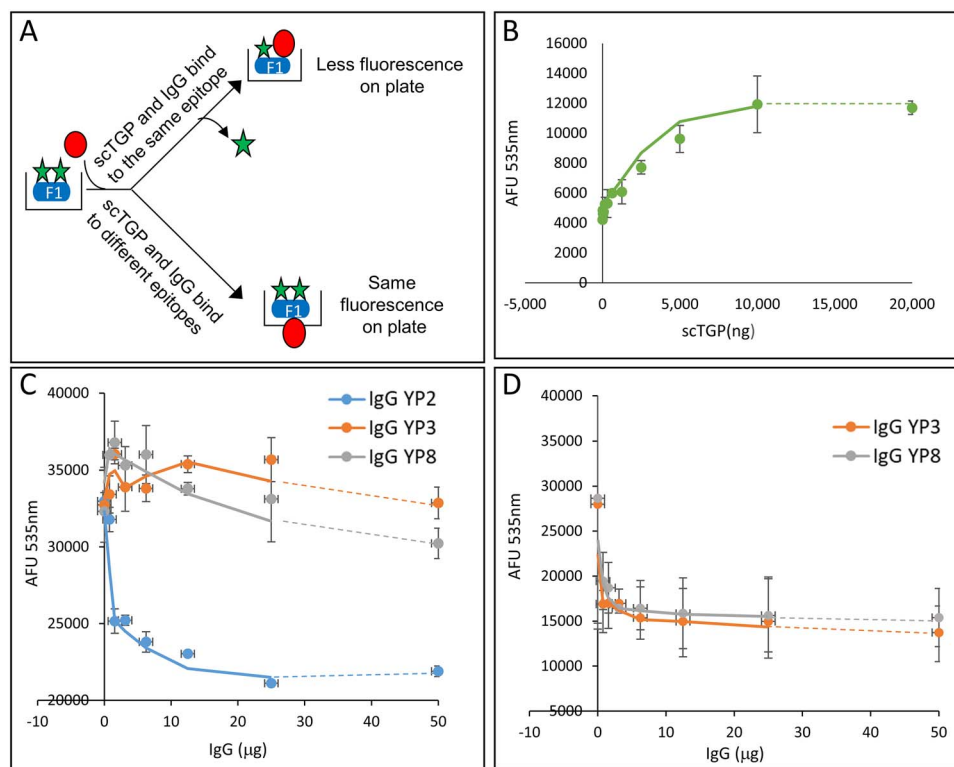 A
scTGP and IgG bind
to the same epitope
F1
Less fluorescence
on plate
F1
scTGP and IgG bind
to different epitopes
F1
Same
fluorescence
on plate
B
16000
14000
12000
10000
8000
6000
4000
2000
0
AFU 535nm
-5,000
0
5,000
10,000
15,000
20,000
scTGP(ng)
C
40000
35000
30000
25000
20000
AFU 535nm
IgG YP2
IgG YP3
IgG YP8
-10
0
10
20
30
40
50
IgG (µg)
D
45000
40000
35000
30000
25000
20000
15000
10000
5000
AFU 535nm
IgG YP3
IgG YP8
-10
0
10
20
30
40
50
IgG (µg)